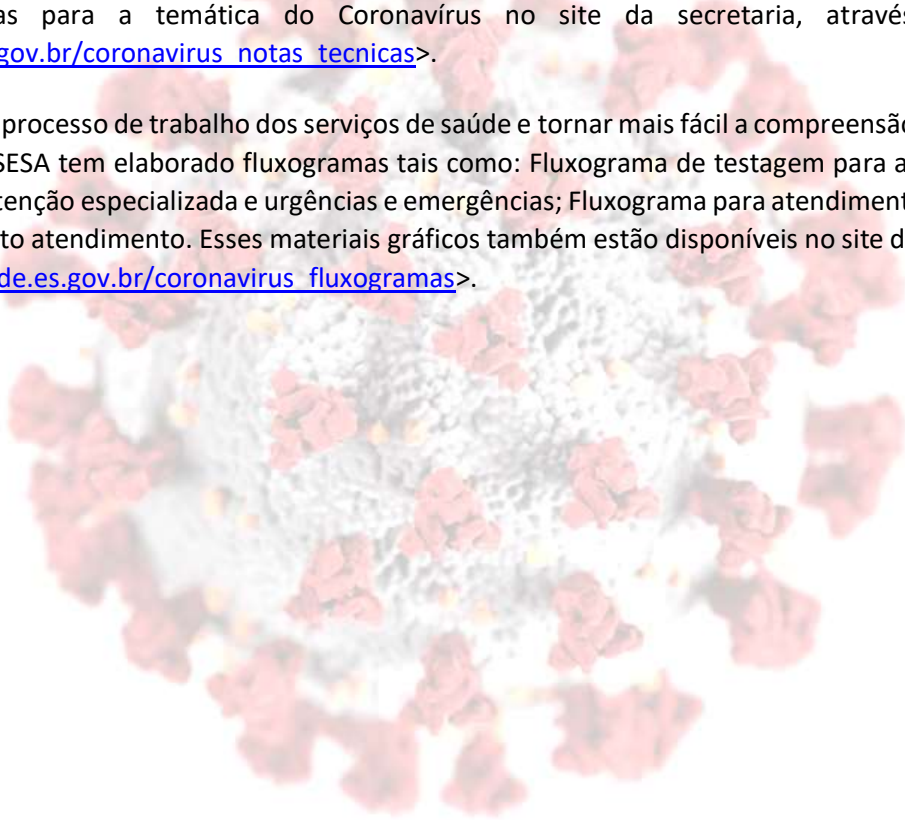 as para a temática do Coronavírus no site da secretaria, através
gov.br/coronavirus_notas_tecnicas>.
processo de trabalho dos serviços de saúde e tornar mais fácil a compreensão
SESA tem elaborado fluxogramas tais como: Fluxograma de testagem para a
tenção especializada e urgências e emergências; Fluxograma para atendiment
to atendimento. Esses materiais gráficos também estão disponíveis no site d
de.es.gov.br/coronavirus_fluxogramas>.